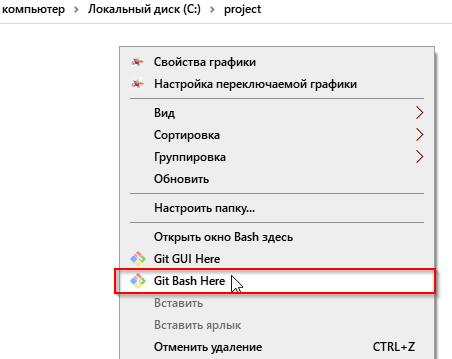 компьютер > Локальный диск (C:) > project
Свойства графики
Настройка переключаемой графики
Вид
Сортировка
Группировка
Обновить
Настроить папку...
Открыть окно Bash здесь
Git GUI Here
Git Bash Here
Вставить
Вставить ярлык
Отменить удаление CTRL+Z